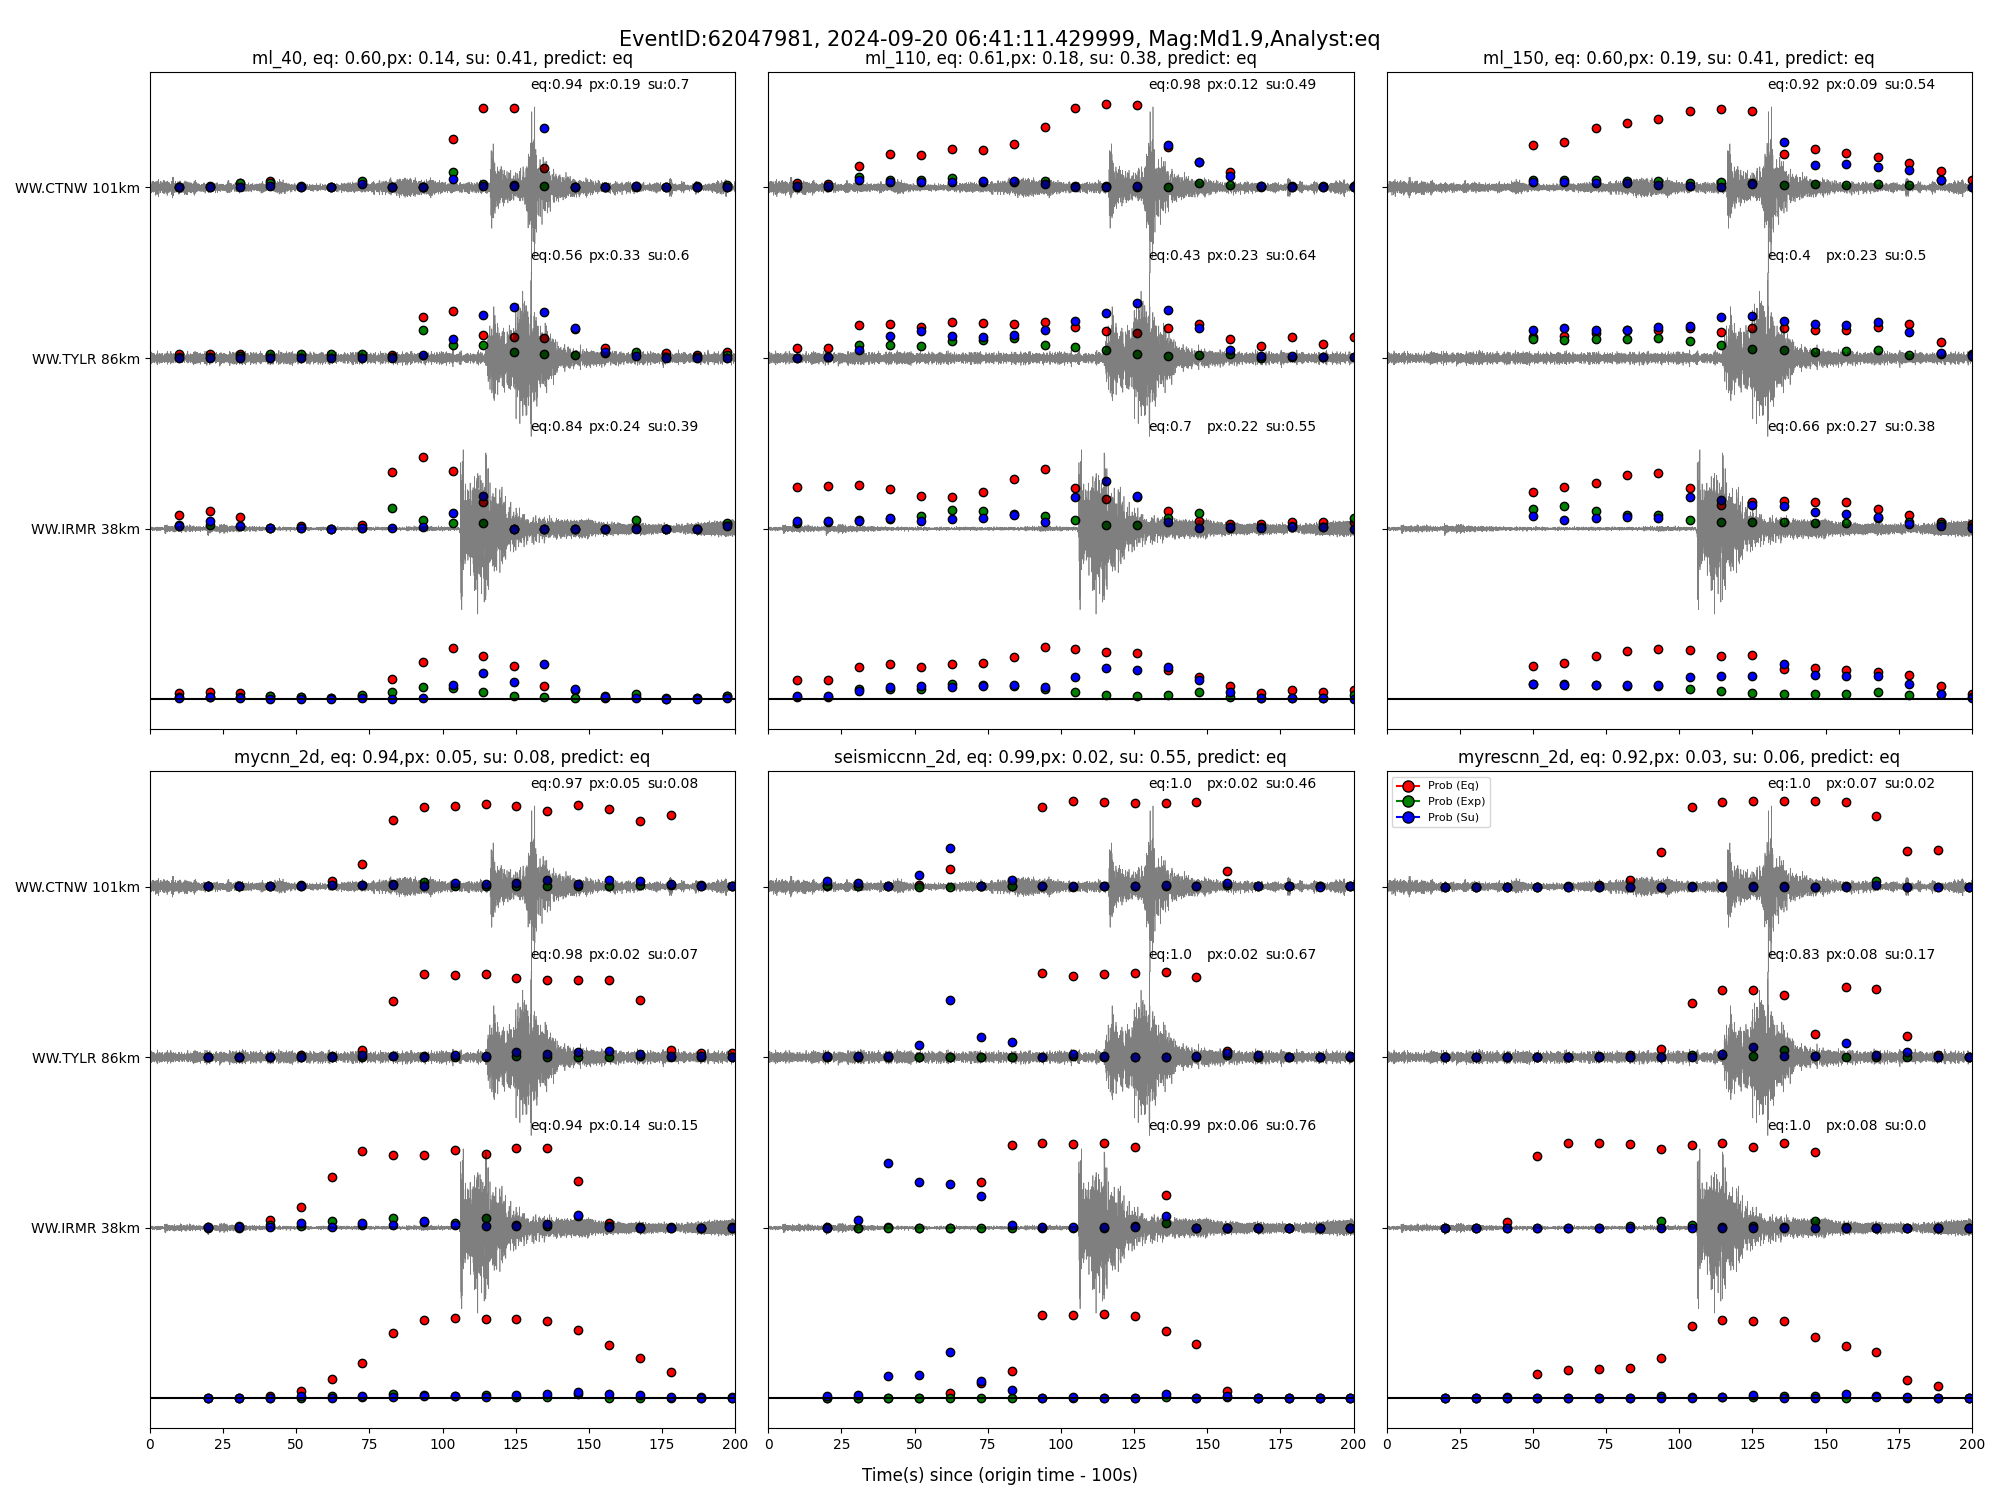 EventID:62047981, 2024-09-20 06:41:11.429999, Mag:Md1.9,Analyst:eq
ml_40, eq: 0.60,px: 0.14, su: 0.41, predict: eq
eq:0.94 px:0.19 su:0.7
WW.CTNW 101km
eq:0.56 px:0.33 su:0.6
WW.TYLR 86km
eq:0.84 px:0.24 su:0.39
WW.IRMR 38km
ml_110, eq: 0.61,px: 0.18, su: 0.38, predict: eq
eq:0.98 px:0.12 su:0.49
eq:0.43 px:0.23 su:0.64
eq:0.7 px:0.22 su:0.55
ml_150, eq: 0.60,px: 0.19, su: 0.41, predict: eq
eq:0.92 px:0.09 su:0.54
eq:0.4 px:0.23 su:0.5
eq:0.66 px:0.27 su:0.38
mycnn_2d, eq: 0.94,px: 0.05, su: 0.08, predict: eq
eq:0.97 px:0.05 su:0.08
WW.CTNW 101km
eq:0.98 px:0.02 su:0.07
WW.TYLR 86km
eq:0.94 px:0.14 su:0.15
WW.IRMR 38km
0 25 50 75 100 125 150 175 200
seismiccnn_2d, eq: 0.99,px: 0.02, su: 0.55, predict: eq
eq:1.0 px:0.02 su:0.46
eq:1.0 px:0.02 su:0.67
eq:0.99 px:0.06 su:0.76
0 25 50 75 100 125 150 175 200
myrescnn_2d, eq: 0.92,px: 0.03, su: 0.06, predict: eq
Prob (Eq)
Prob (Exp)
Prob (Su)
eq:1.0 px:0.07 su:0.02
eq:0.83 px:0.08 su:0.17
eq:1.0 px:0.08 su:0.0
0 25 50 75 100 125 150 175 200
Time(s) since (origin time - 100s)